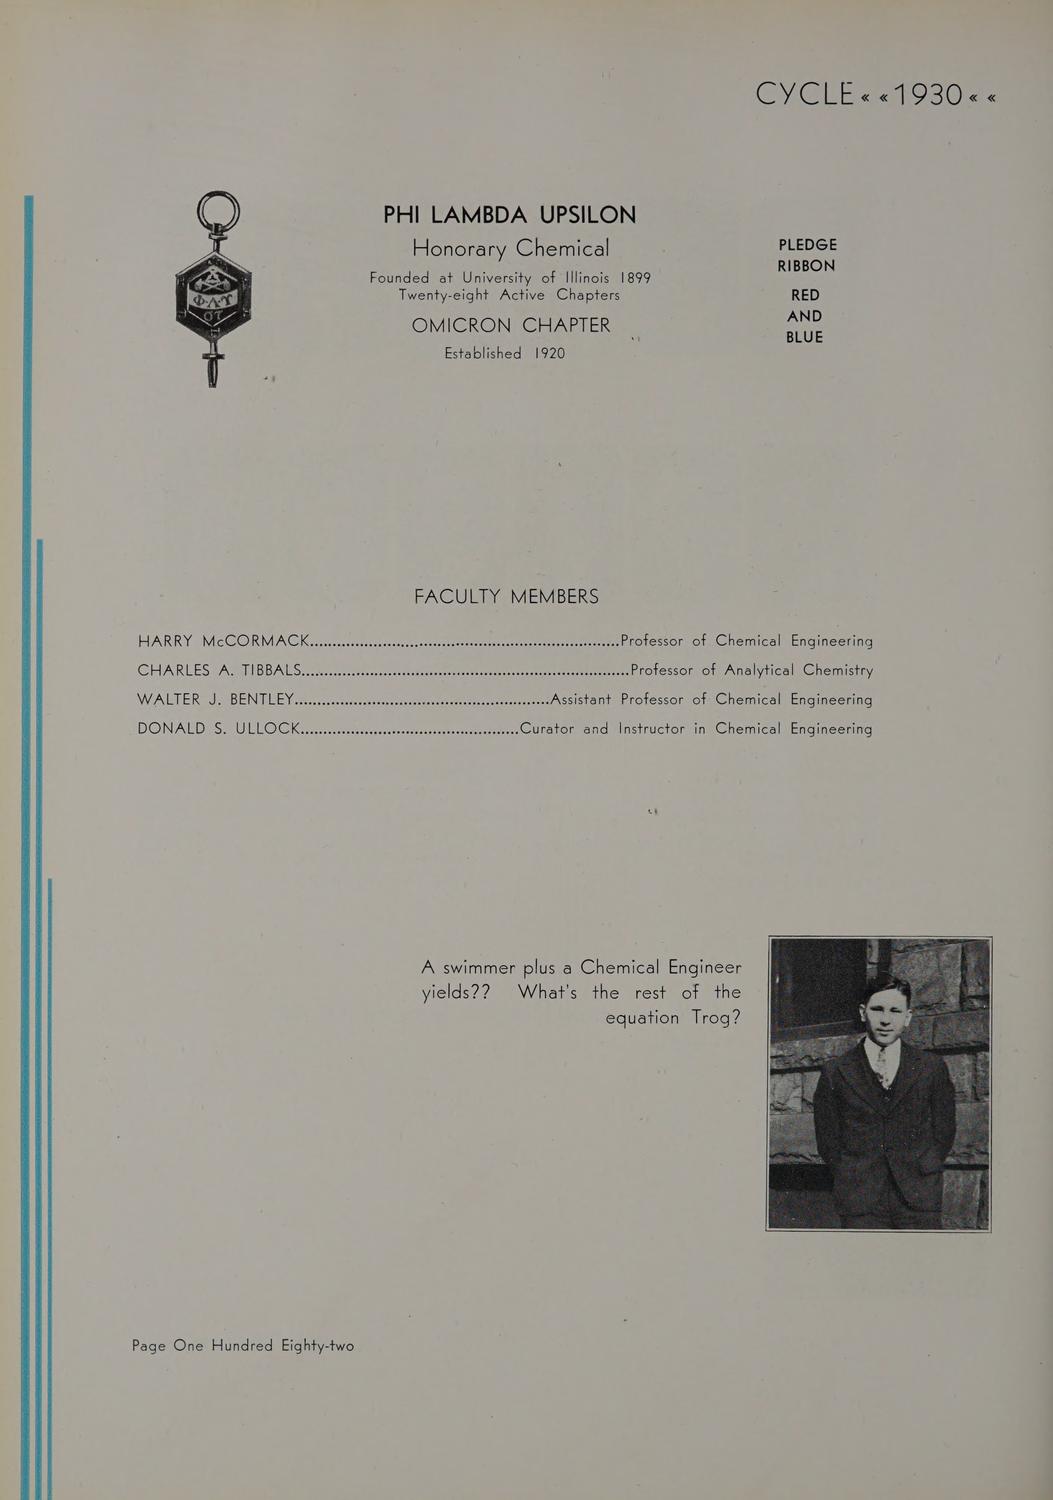 CYCLE « « 1930 « «
ΦΛΥ
PHI LAMBDA UPSILON
Honorary Chemical
Founded at University of Illinois 1899
Twenty-eight Active Chapters
OMICRON CHAPTER
Established 1920
PLEDGE
RIBBON
RED
AND
BLUE
FACULTY MEMBERS
HARRY McCORMACK....................Professor of Chemical Engineering
CHARLES A. TIBBALS....................Professor of Analytical Chemistry
WALTER J. BENTLEY....................Assistant Professor of Chemical Engineering
DONALD S. ULLOCK....................Curator and Instructor in Chemical Engineering
A swimmer plus a Chemical Engineer
yields?? What's the rest of the
equation Trog?
Page One Hundred Eighty-two